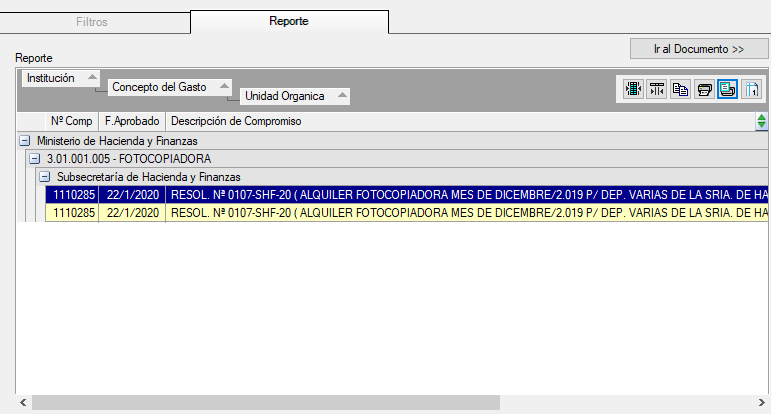 Filtros
Reporte
Ir al Documento >>
Reporte
Institución
Concepto del Gasto
Unidad Organica
Nº Comp F.Aprobado Descripción de Compromiso
Ministerio de Hacienda y Finanzas
3.01.001.005 - FOTOCOPIADORA
Subsecretaría de Hacienda y Finanzas
1110285 22/1/2020 RESOL. Nª 0107-SHF-20 ( ALQUILER FOTOCOPIADORA MES DE DICEMBRE/2.019 P/ DEP. VARIAS DE LA SRIA. DE HA
1110285 22/1/2020 RESOL. Nª 0107-SHF-20 ( ALQUILER FOTOCOPIADORA MES DE DICEMBRE/2.019 P/ DEP. VARIAS DE LA SRIA. DE HA